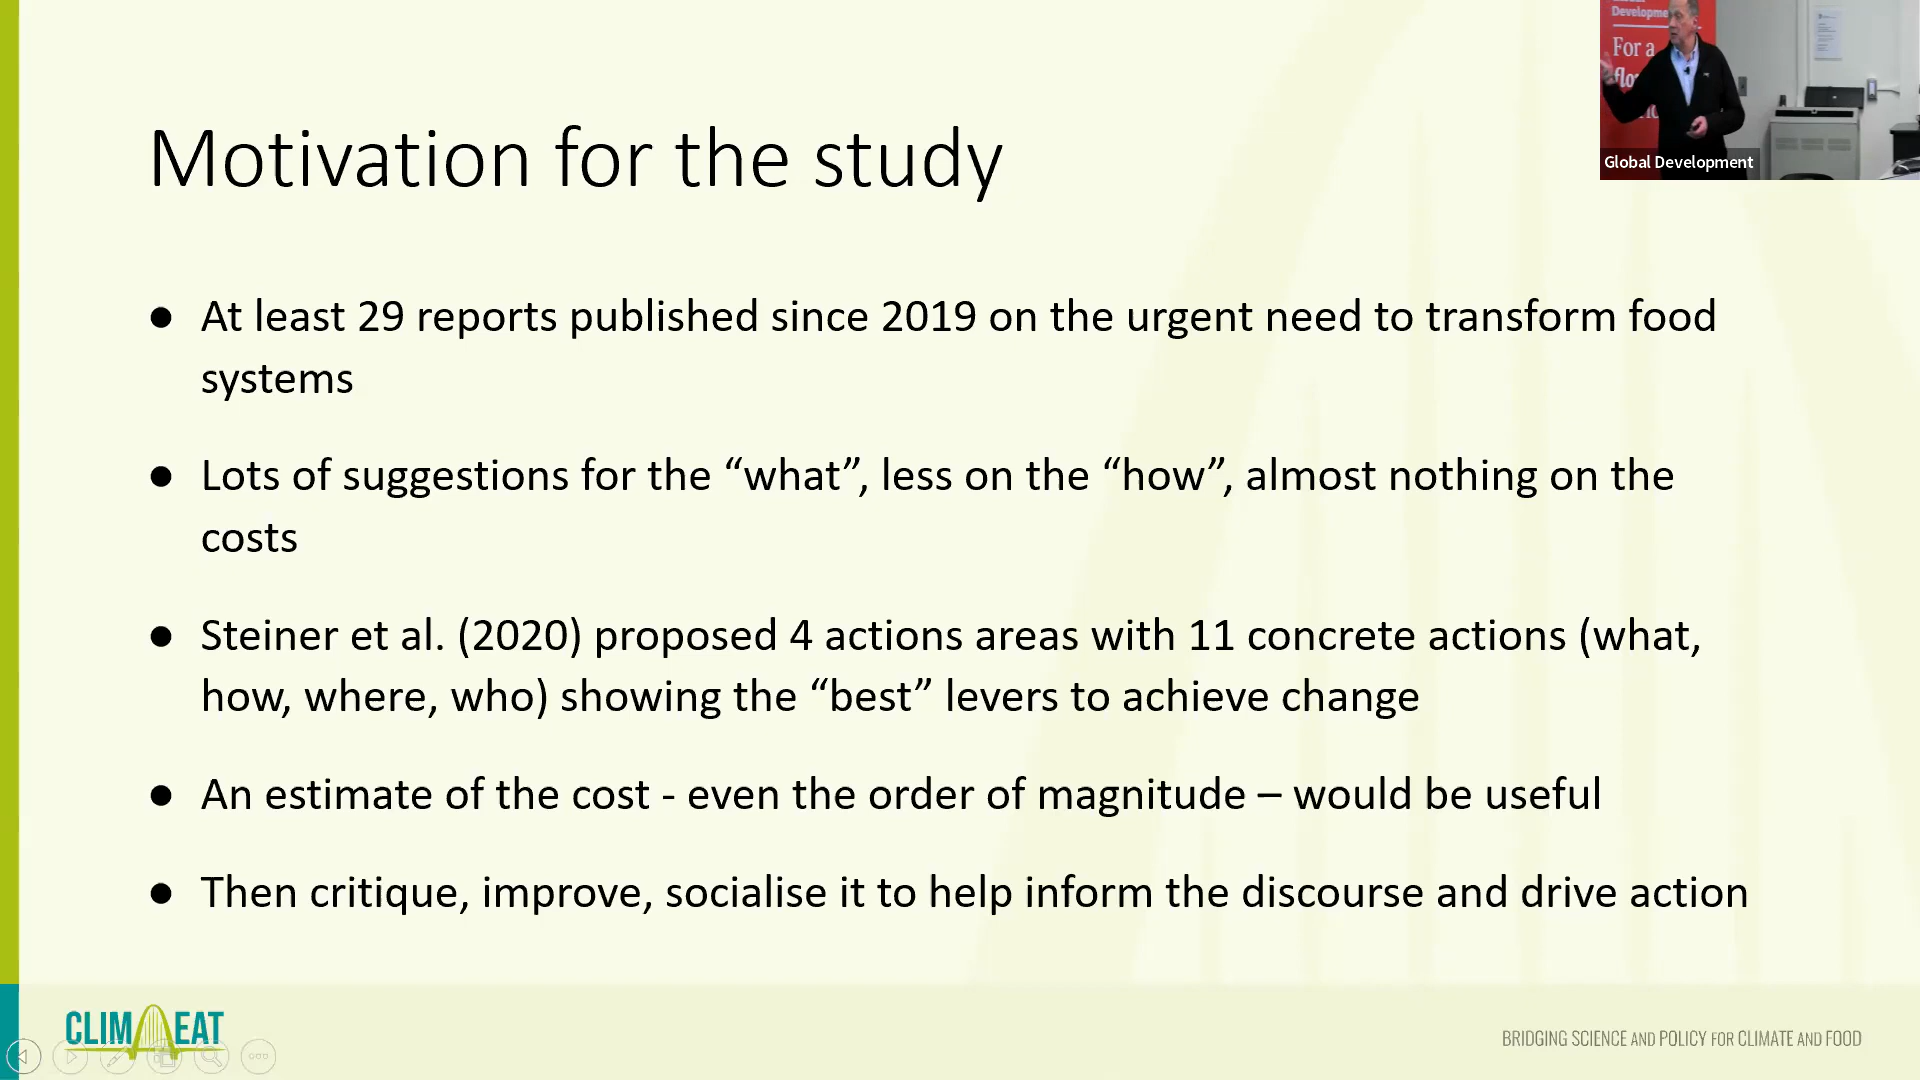 Developme
For a
flo
Global Development
Motivation for the study
● At least 29 reports published since 2019 on the urgent need to transform food
systems
● Lots of suggestions for the “what”, less on the “how”, almost nothing on the
costs
● Steiner et al. (2020) proposed 4 actions areas with 11 concrete actions (what,
how, where, who) showing the “best” levers to achieve change
● An estimate of the cost - even the order of magnitude – would be useful
● Then critique, improve, socialise it to help inform the discourse and drive action
CLIM EAT
BRIDGING SCIENCE AND POLICY FOR CLIMATE AND FOOD